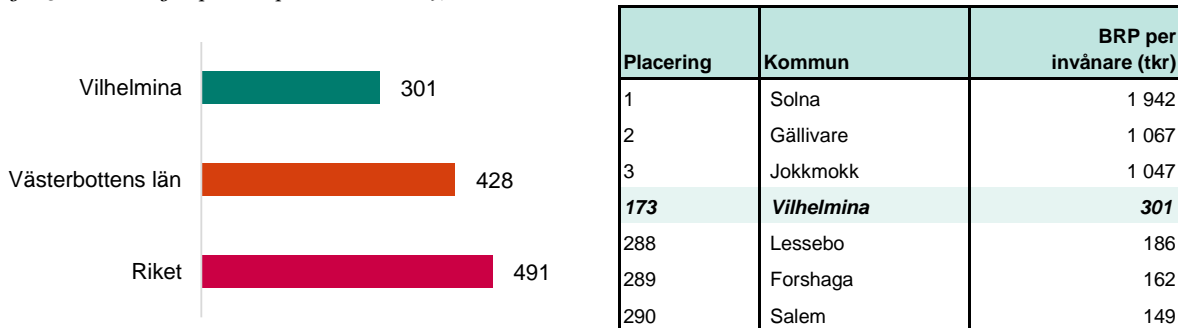 Vilhelmina 301
Västerbottens län 428
Riket 491
Placering Kommun BRP per invånare (tkr)
1 Solna 1 942
2 Gällivare 1 067
3 Jokkmokk 1 047
173 Vilhelmina 301
288 Lessebo 186
289 Forshaga 162
290 Salem 149